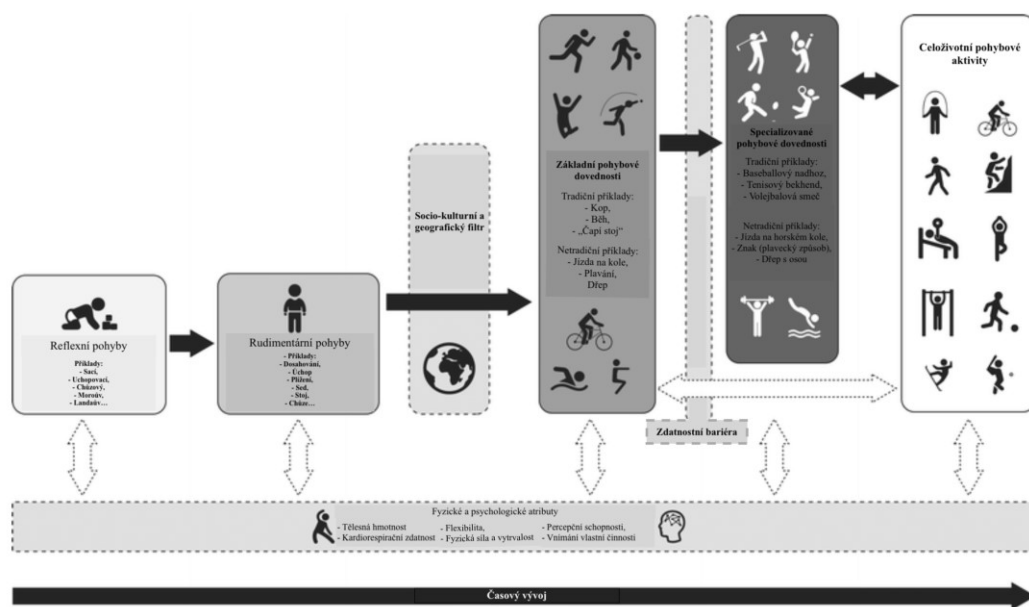 Reflexní pohyby
Příklady:
- Sací,
- Uchopovací,
- Chůzový,
- Moroův,
- Landaův…
Rudimentární pohyby
- Příklady:
- Dosahování,
- Úchop
- Plížení,
- Sed,
- Stoj,
- Chůze…
Socio-kulturní a
geografický filtr
Základní pohybové
dovednosti
Tradiční příklady:
- Kop,
- Běh,
- „Čapí stoj“
Netradiční příklady:
- Jízda na kole,
- Plavání,
Dřep
Zdatnostní bariéra
Specializované
pohybové dovednosti
Tradiční příklady:
- Baseballový nadhoz,
- Tenisový bekhend,
- Volejbalová smeč
Netradiční příklady:
- Jízda na horském kole,
- Znak (plavecký způsob),
- Dřep s osou
Celoživotní pohybové
aktivity
Fyzické a psychologické atributy
- Tělesná hmotnost
- Kardiorespirační zdatnost
- Flexibilita,
- Fyzická síla a vytrvalost
- Percepční schopnosti,
- Vnímání vlastní činnosti
Časový vývoj